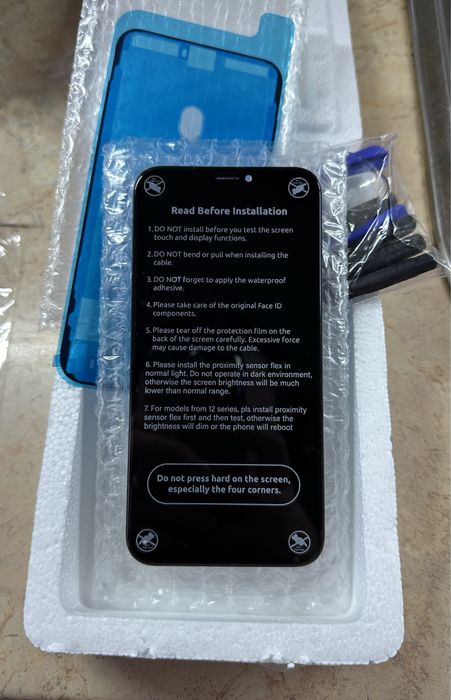 Read Before Installation
1. DO NOT install before you test the screen
touch and display functions.
2. DO NOT bend or pull when installing the
cable.
3. DO NOT forget to apply the waterproof
adhesive.
4. Please take care of the original Face ID
components.
5. Please tear off the protection film on the
back of the screen carefully. Excessive force
may cause damage to the cable.
6. Please install the proximity sensor flex in
normal light. Do not operate in dark environment,
otherwise the screen brightness will be much
lower than normal range.
7. For models from 12 series, pls install proximity
sensor flex first and then test, otherwise the
brightness will dim or the phone will reboot
Do not press hard on the screen,
especially the four corners.